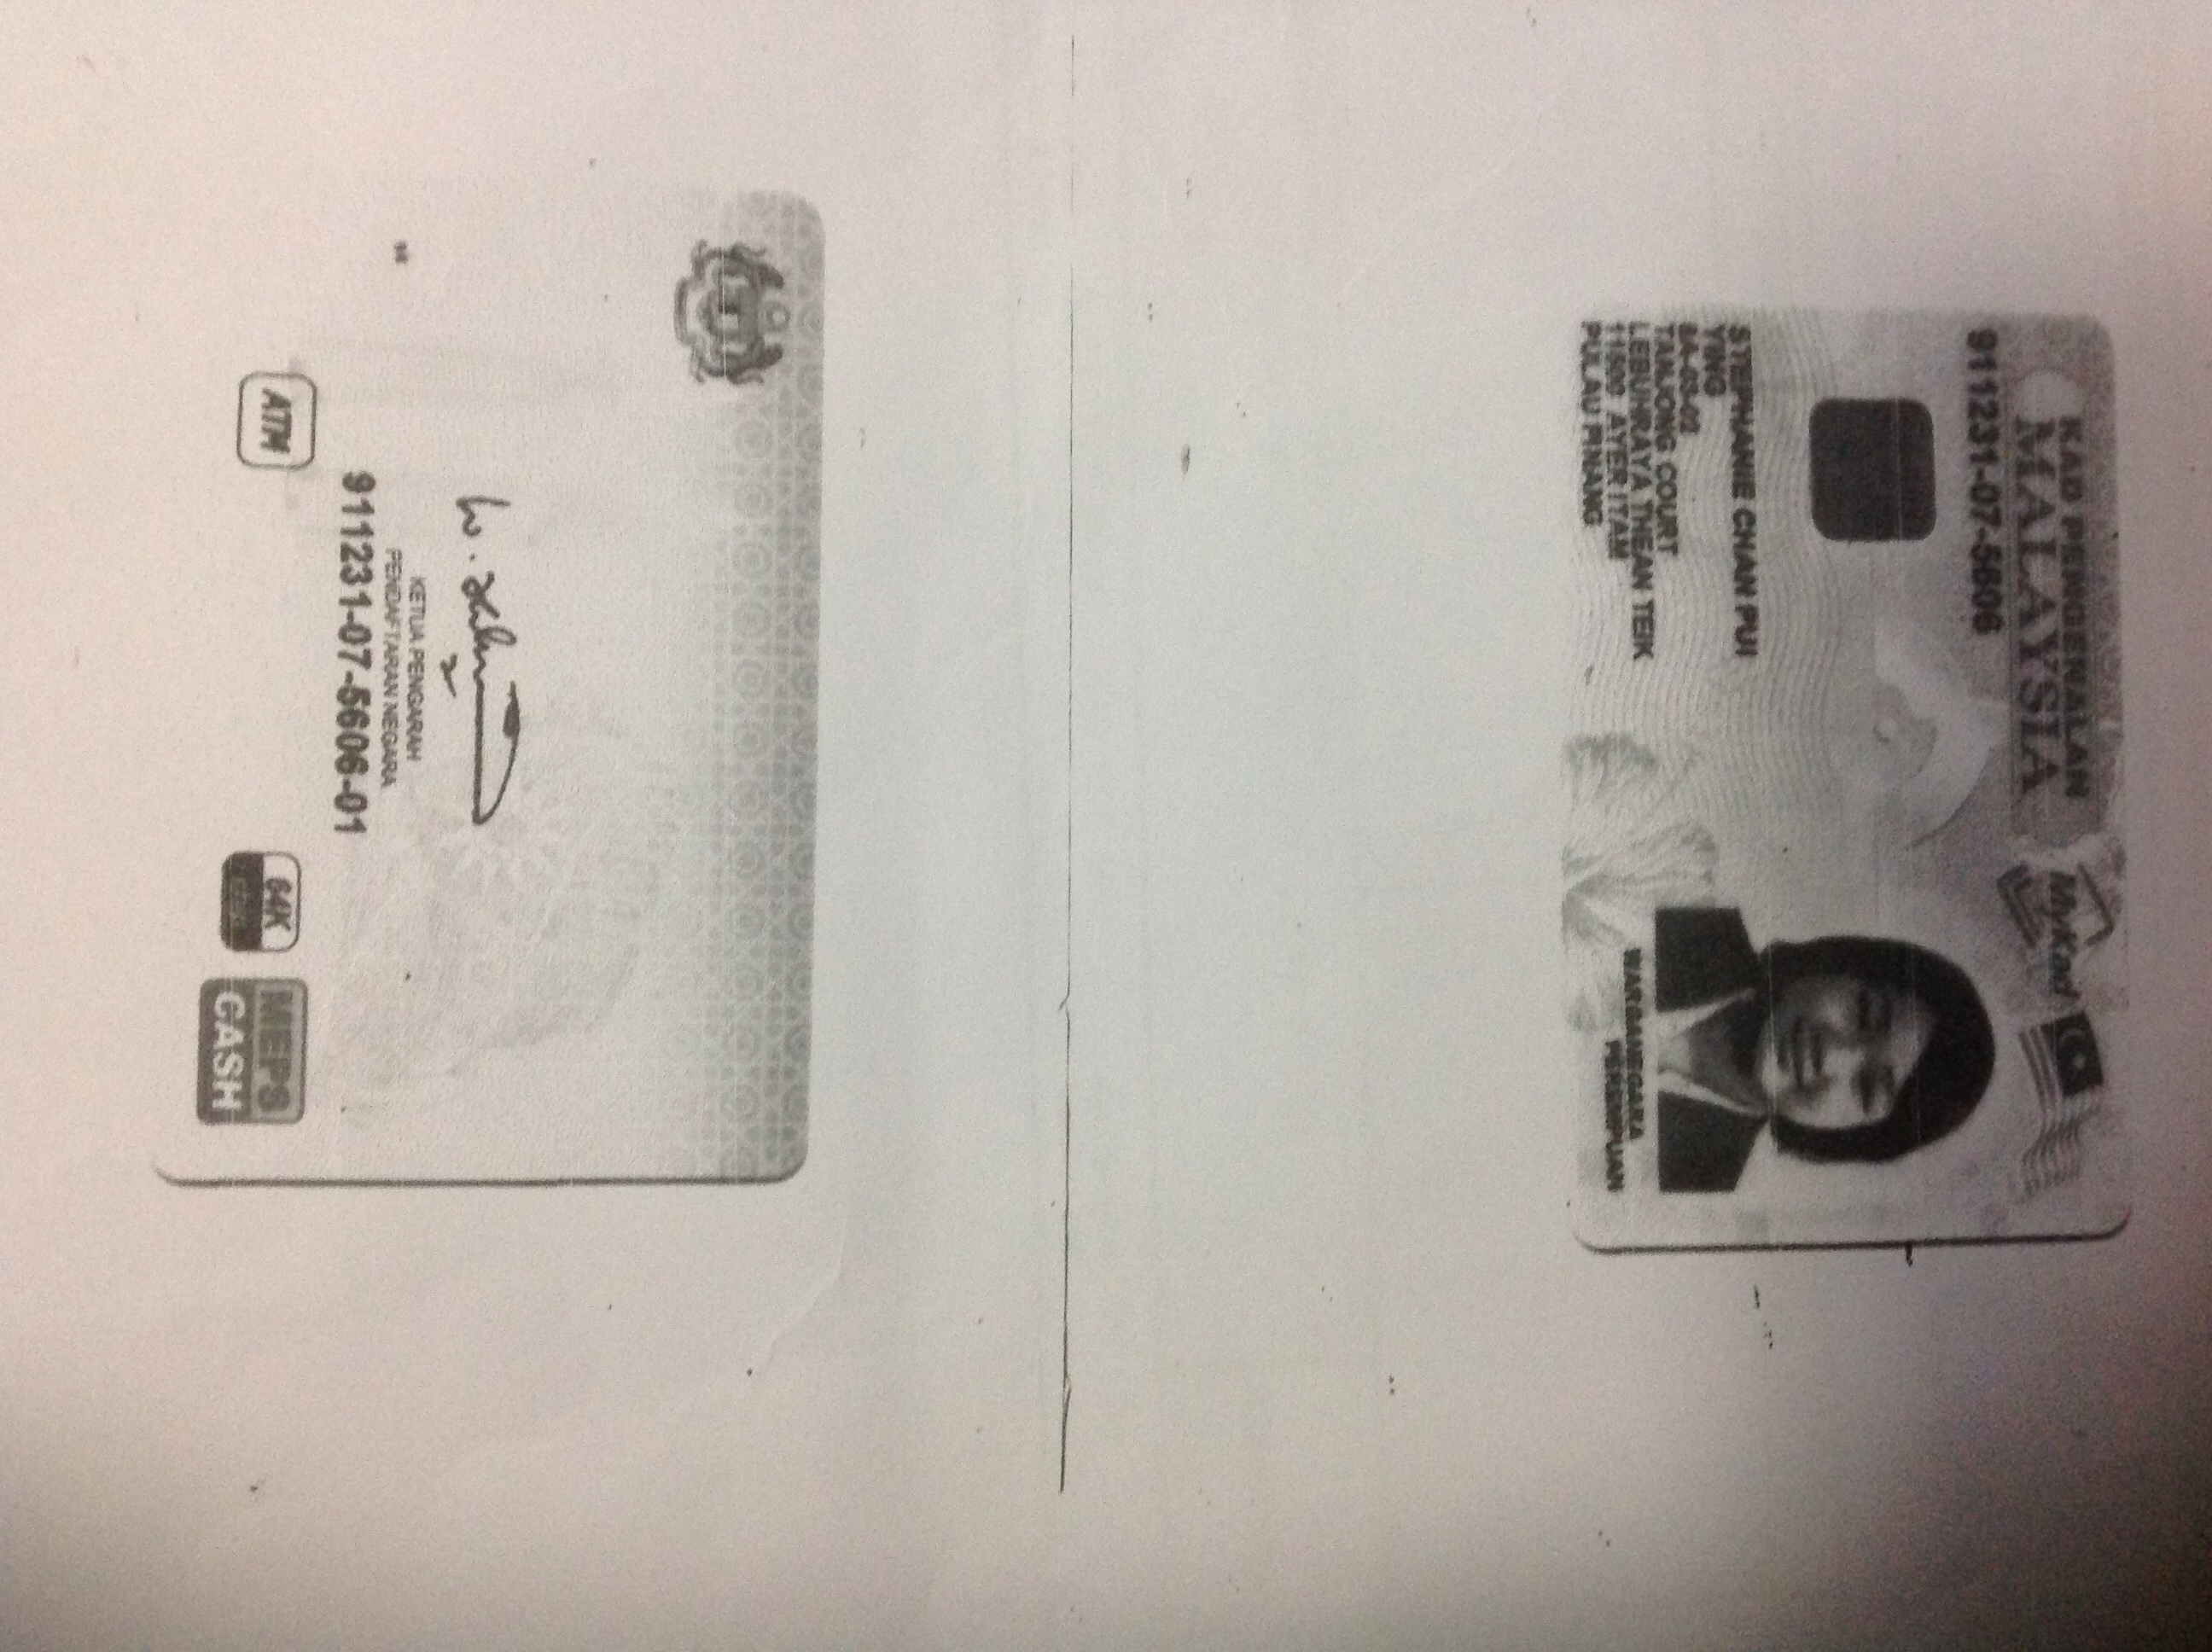 KAD PENGENALAN
MALAYSIA
MyKad
911231-07-5606
STEPHANIE CHAN PUI
YING
8A-03-02
TANJONG COURT
LEBUHRAYA THEAN TEIK
11500 AYER ITAM
PULAU PINANG
WARGANEGARA
PEREMPUAN
KETUA PENGARAH
PENDAFTARAN NEGARA
911231-07-5606-01
ATM
64K
MEPS
CASH